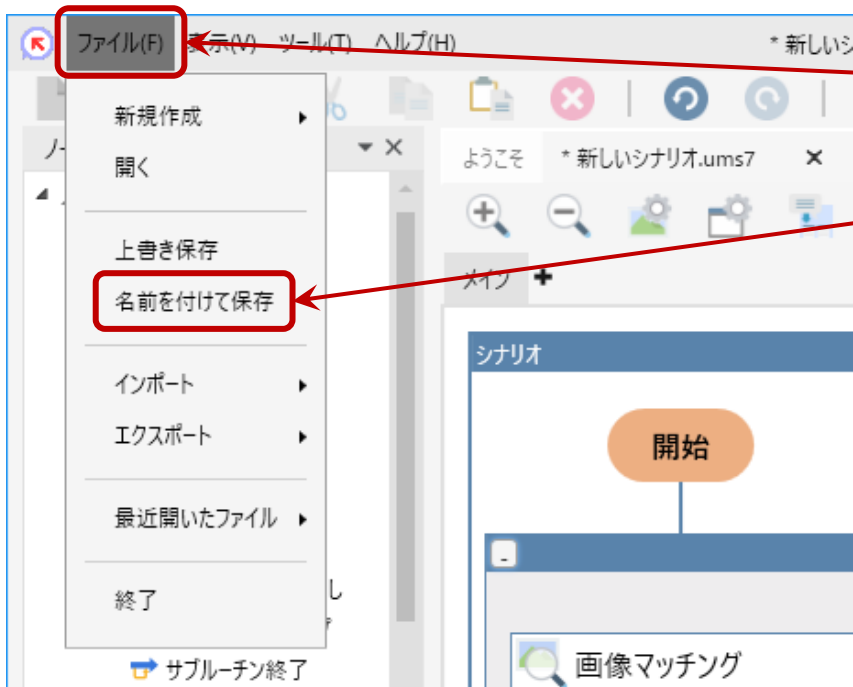 ファイル(F) 表示(V) ツール(T) ヘルプ(H) * 新しいシ
新規作成
開く
上書き保存
名前を付けて保存
インポート
エクスポート
最近開いたファイル
終了
ノー
ようこそ * 新しいシナリオ.ums7
メイン
シナリオ
開始
画像マッチング
し
サブルーチン終了